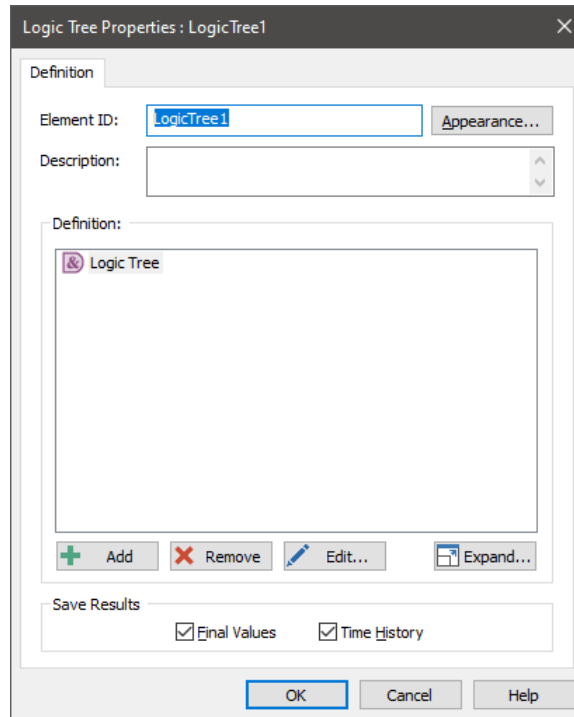 Logic Tree Properties : LogicTree1
Definition
Element ID: LogicTree1 Appearance...
Description:
Definition:
& Logic Tree
Add Remove Edit... Expand...
Save Results
Final Values Time History
OK Cancel Help